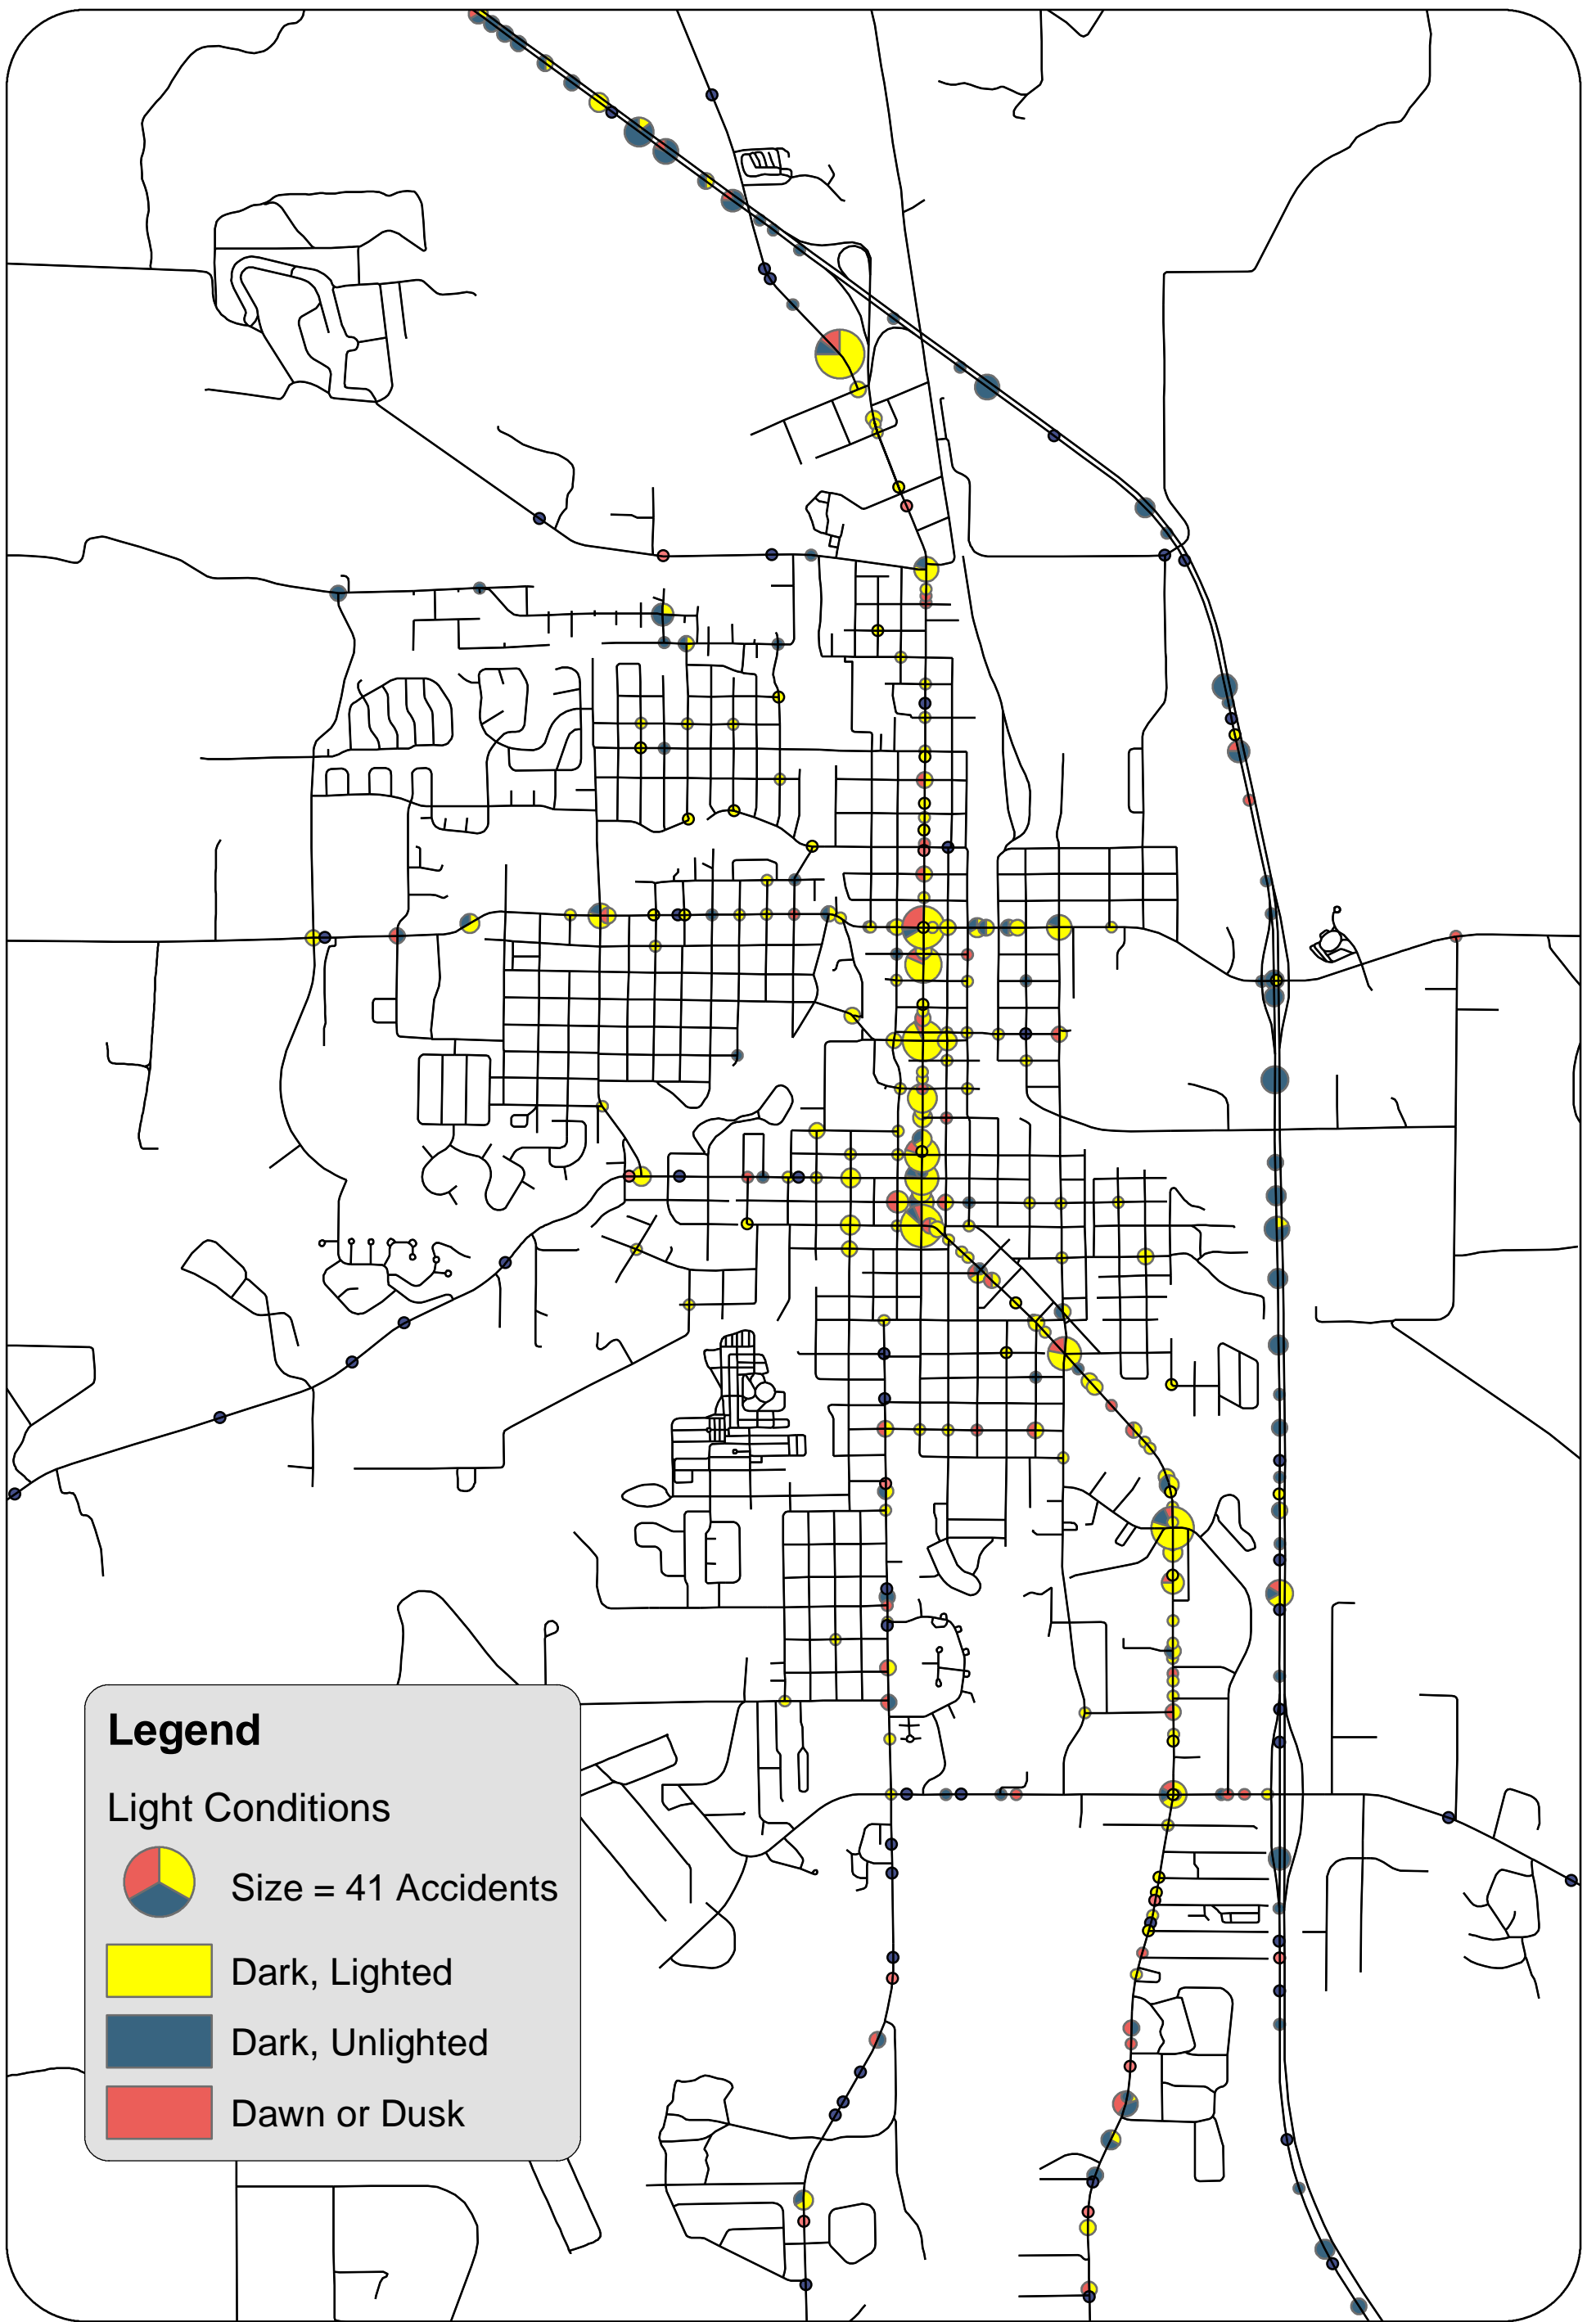 Legend
Light Conditions
Size = 41 Accidents
Dark, Lighted
Dark, Unlighted
Dawn or Dusk